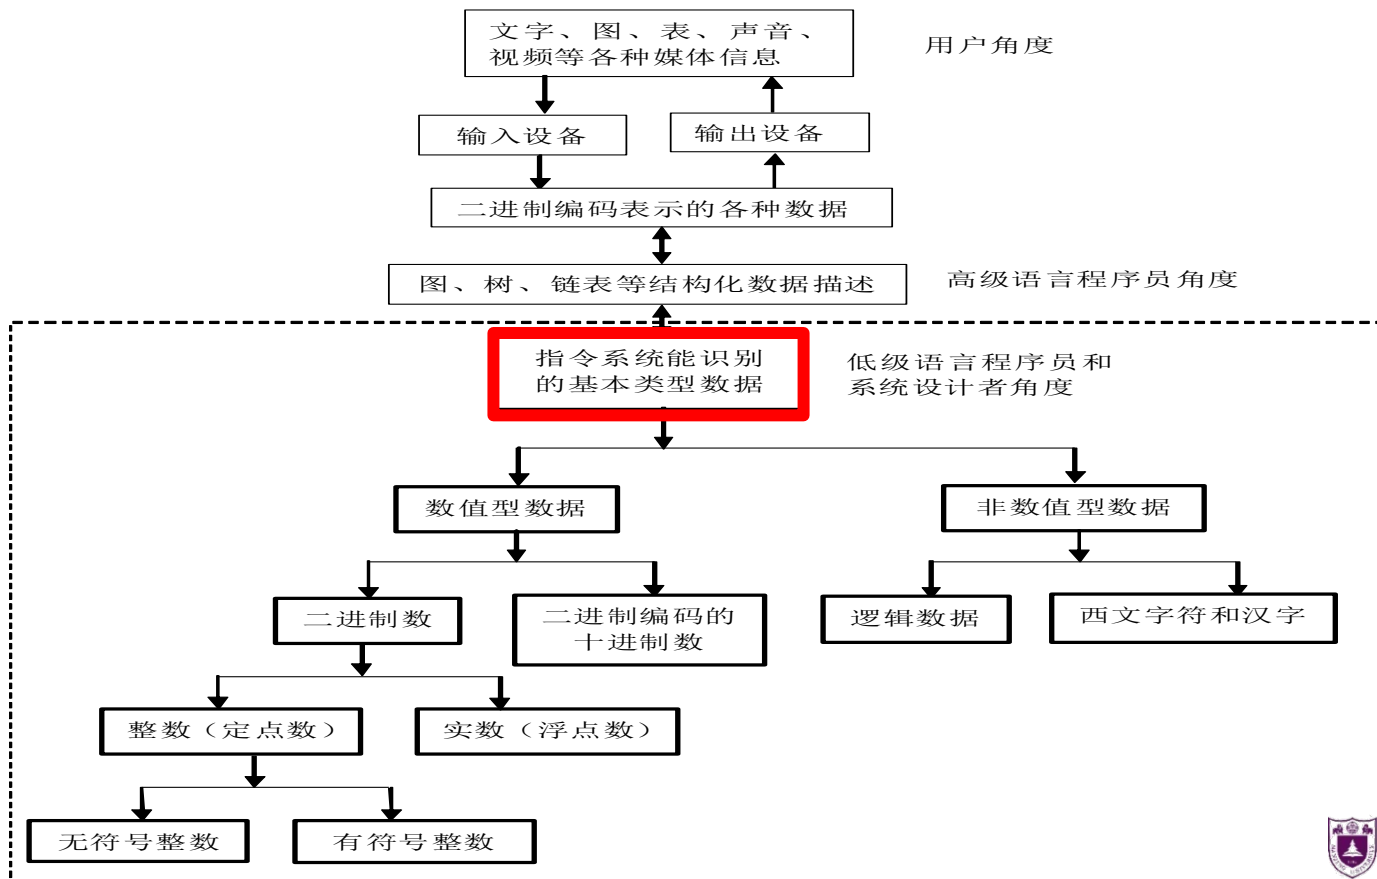 文字、图、表、声音、
视频等各种媒体信息
用户角度
输入设备
输出设备
二进制编码表示的各种数据
图、树、链表等结构化数据描述
高级语言程序员角度
指令系统能识别
的基本类型数据
低级语言程序员和
系统设计者角度
数值型数据
非数值型数据
二进制数
二进制编码的
十进制数
逻辑数据
西文字符和汉字
整数（定点数）
实数（浮点数）
无符号整数
有符号整数